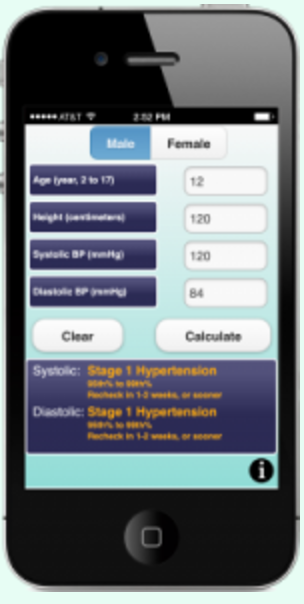 AT&T 2:52 PM
Male Female
Age (year, 2 to 17) 12
Height (centimeters) 120
Systolic BP (mmHg) 120
Diastolic BP (mmHg) 84
Clear Calculate
Systolic: Stage 1 Hypertension
95th% to 99th%
Recheck in 1-2 weeks, or sooner
Diastolic: Stage 1 Hypertension
95th% to 99th%
Recheck in 1-2 weeks, or sooner
i